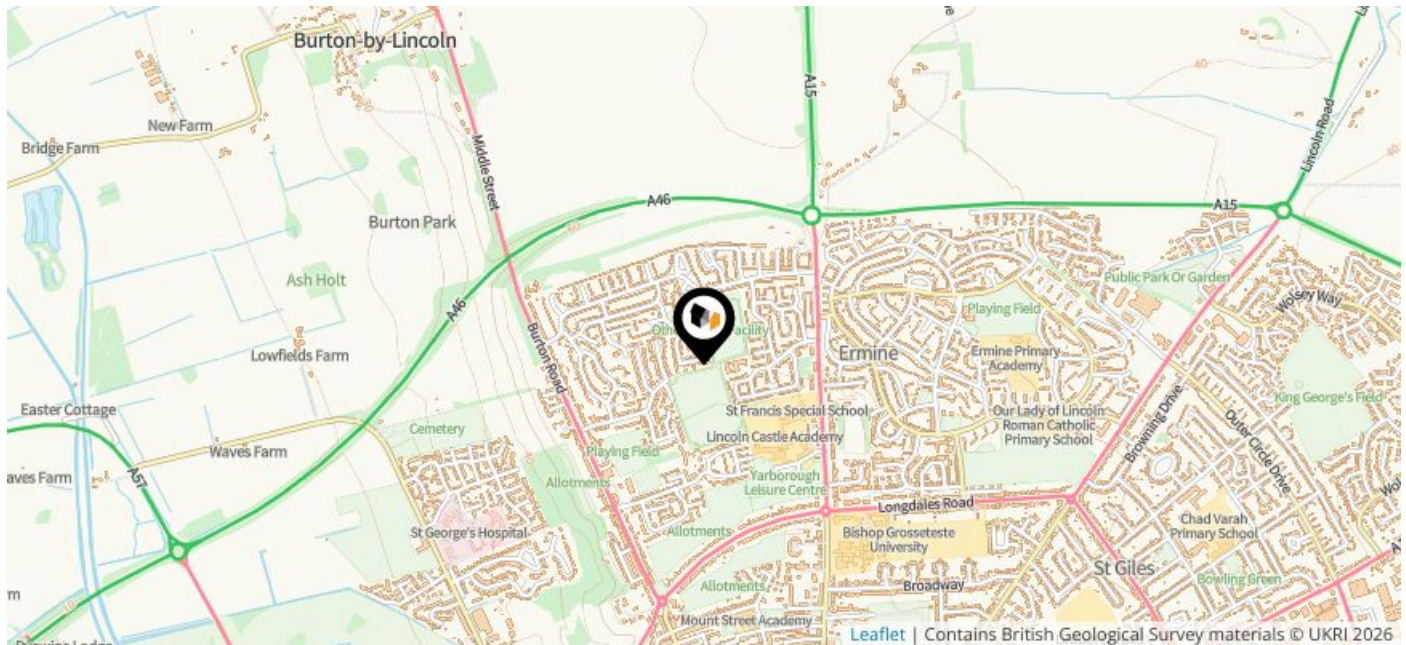 Burton-by-Lincoln
New Farm
Bridge Farm
Middle Street
A15
Lincoln Road
40
40
A46
A15
60
Burton Park
Ash Holt
Public Park Or Garden
Wolsey Way
A46
Playing Field
Lowfields Farm
Burton Road
Ermine
Ermine Primary
Academy
King George's Field
Easter Cottage
St Francis Special School
Our Lady of Lincoln
Roman Catholic
Primary School
Browning Drive
Outer Circle Drive
Cemetery
Lincoln Castle Academy
Waves Farm
Playing Field
A57
Yarborough
Leisure Centre
Allotments
40
Longdales Road
Chad Varah
Primary School
St George's Hospital
Allotments
Bishop Grosseteste
University
St Giles
Bowling Green
Broadway
Allotments
10
Mount Street Academy
Leaflet | Contains British Geological Survey materials © UKRI 2026